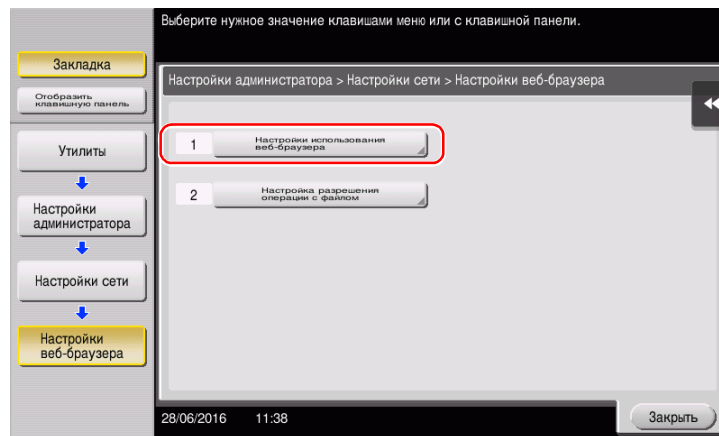 Выберите нужное значение клавишами меню или с клавишной панели.
Закладка
Отобразить
клавишную панель
Утилиты
Настройки
администратора
Настройки сети
Настройки
веб-браузера
Настройки администратора > Настройки сети > Настройки веб-браузера
1 Настройки использования
веб-браузера
2 Настройка разрешения
операции с файлом
28/06/2016 11:38
Закрыть